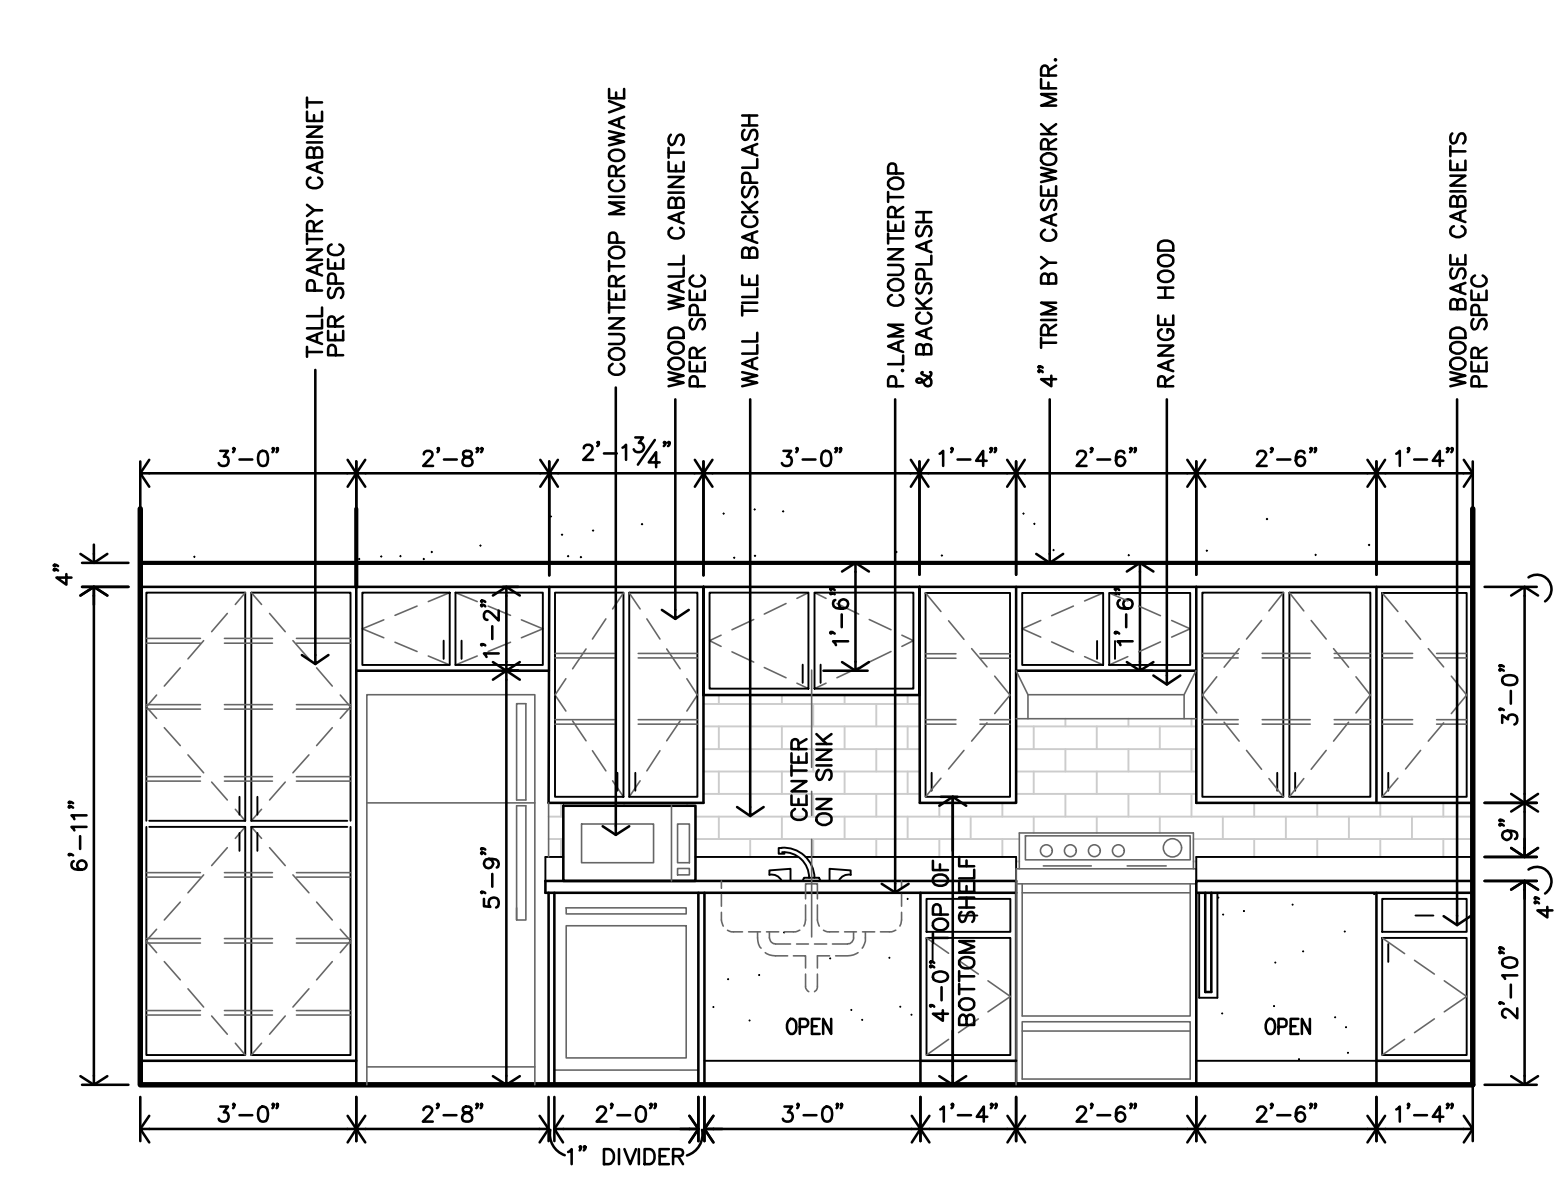 TALL PANTRY CABINET
PER SPEC
COUNTERTOP MICROWAVE
WOOD WALL CABINETS
PER SPEC
WALL TILE BACKSPLASH
P.LAM COUNTERTOP
& BACKSPLASH
4" TRIM BY CASEWORK MFR.
RANGE HOOD
WOOD BASE CABINETS
PER SPEC
3'-0"
2'-8"
2'-1 3/4"
3'-0"
1'-4"
2'-6"
2'-6"
1'-4"
4"
6'-11"
1'-2"
5'-9"
1'-6"
1'-6"
CENTER
ON SINK
4'-0" TOP OF
BOTTOM SHELF
3'-0"
9"
4"
2'-10"
OPEN
OPEN
3'-0"
2'-8"
2'-0"
3'-0"
1'-4"
2'-6"
2'-6"
1'-4"
1" DIVIDER